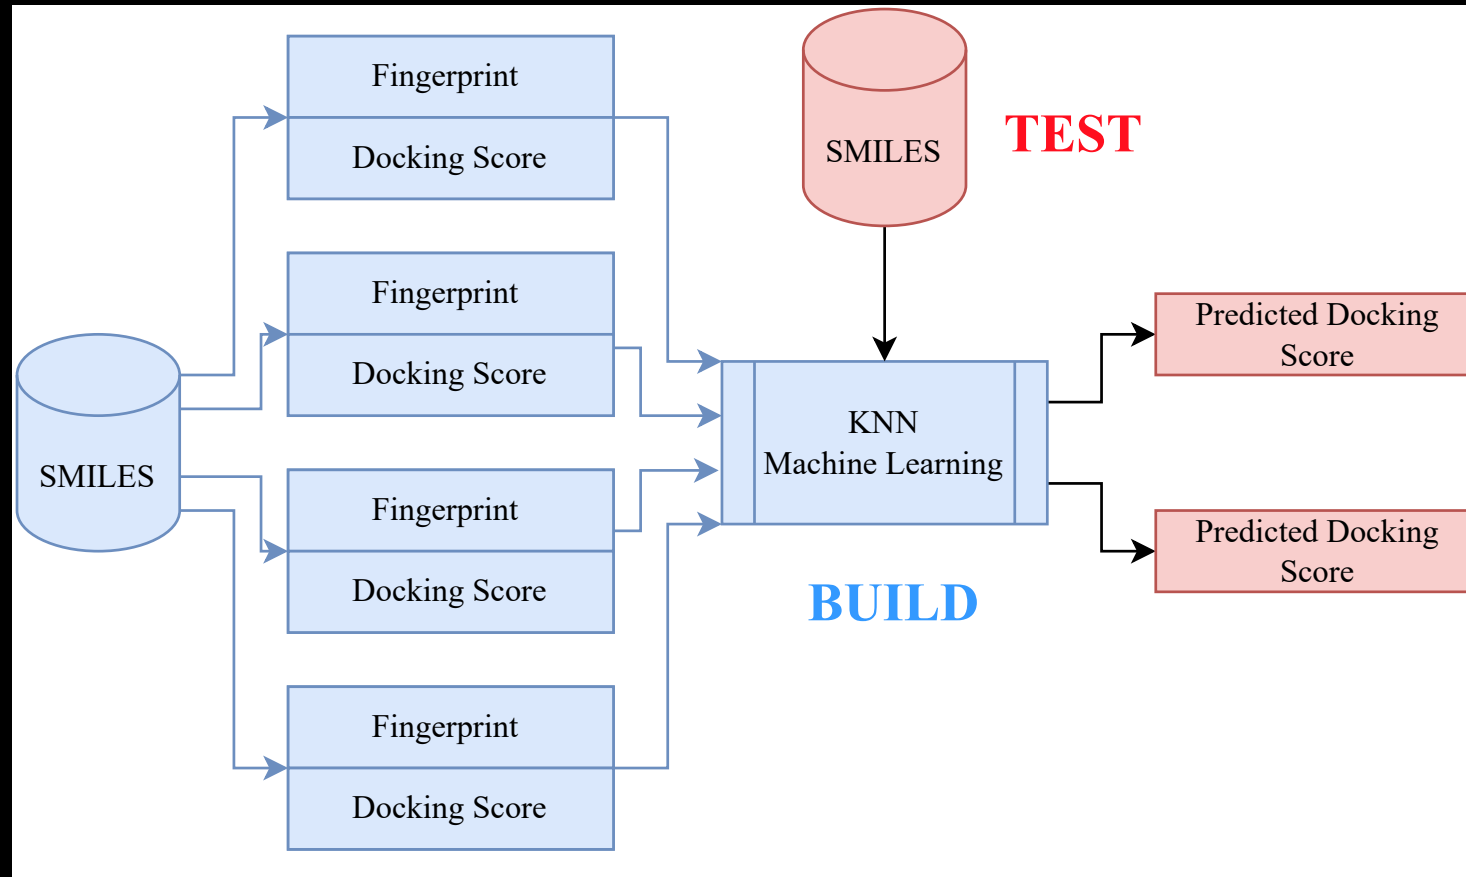 SMILES
Fingerprint
Docking Score
Fingerprint
Docking Score
Fingerprint
Docking Score
Fingerprint
Docking Score
SMILES
TEST
KNN
Machine Learning
BUILD
Predicted Docking
Score
Predicted Docking
Score